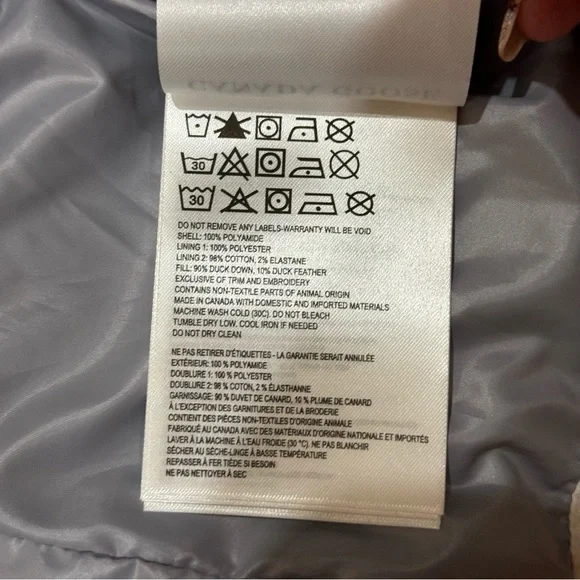 CANADA GOOSE
30
30
DO NOT REMOVE ANY LABELS-WARRANTY WILL BE VOID
SHELL: 100% POLYAMIDE
LINING 1: 100% POLYESTER
LINING 2: 98% COTTON, 2% ELASTANE
FILL: 90% DUCK DOWN, 10% DUCK FEATHER
EXCLUSIVE OF TRIM AND EMBROIDERY
CONTAINS NON-TEXTILE PARTS OF ANIMAL ORIGIN
MADE IN CANADA WITH DOMESTIC AND IMPORTED MATERIALS
MACHINE WASH COLD (30C). DO NOT BLEACH
TUMBLE DRY LOW. COOL IRON IF NEEDED
DO NOT DRY CLEAN
NE PAS RETIRER D'ÉTIQUETTES - LA GARANTIE SERAIT ANNULÉE
EXTÉRIEUR: 100 % POLYAMIDE
DOUBLURE 1: 100 % POLYESTER
DOUBLURE 2: 98 % COTON, 2 % ÉLASTHANNE
GARNISSAGE: 90 % DUVET DE CANARD, 10 % PLUME DE CANARD
À L'EXCEPTION DES GARNITURES ET DE LA BRODERIE
CONTIENT DES PIÈCES NON-TEXTILES D'ORIGINE ANIMALE
FABRIQUÉ AU CANADA AVEC DES MATÉRIAUX D'ORIGINE NATIONALE ET IMPORTÉS
LAVER À LA MACHINE À L'EAU FROIDE (30 °C). NE PAS BLANCHIR
SÉCHER AU SÈCHE-LINGE À BASSE TEMPÉRATURE
REPASSER À FER TIÈDE SI BESOIN
NE PAS NETTOYER À SEC